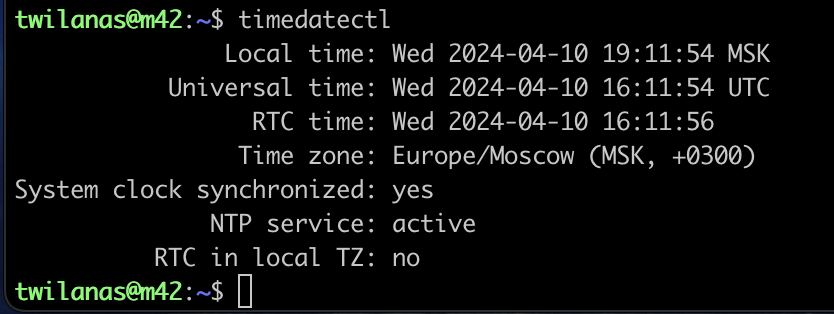 twilanas@m42:~$ timedatectl
Local time: Wed 2024-04-10 19:11:54 MSK
Universal time: Wed 2024-04-10 16:11:54 UTC
RTC time: Wed 2024-04-10 16:11:56
Time zone: Europe/Moscow (MSK, +0300)
System clock synchronized: yes
NTP service: active
RTC in local TZ: no
twilanas@m42:~$